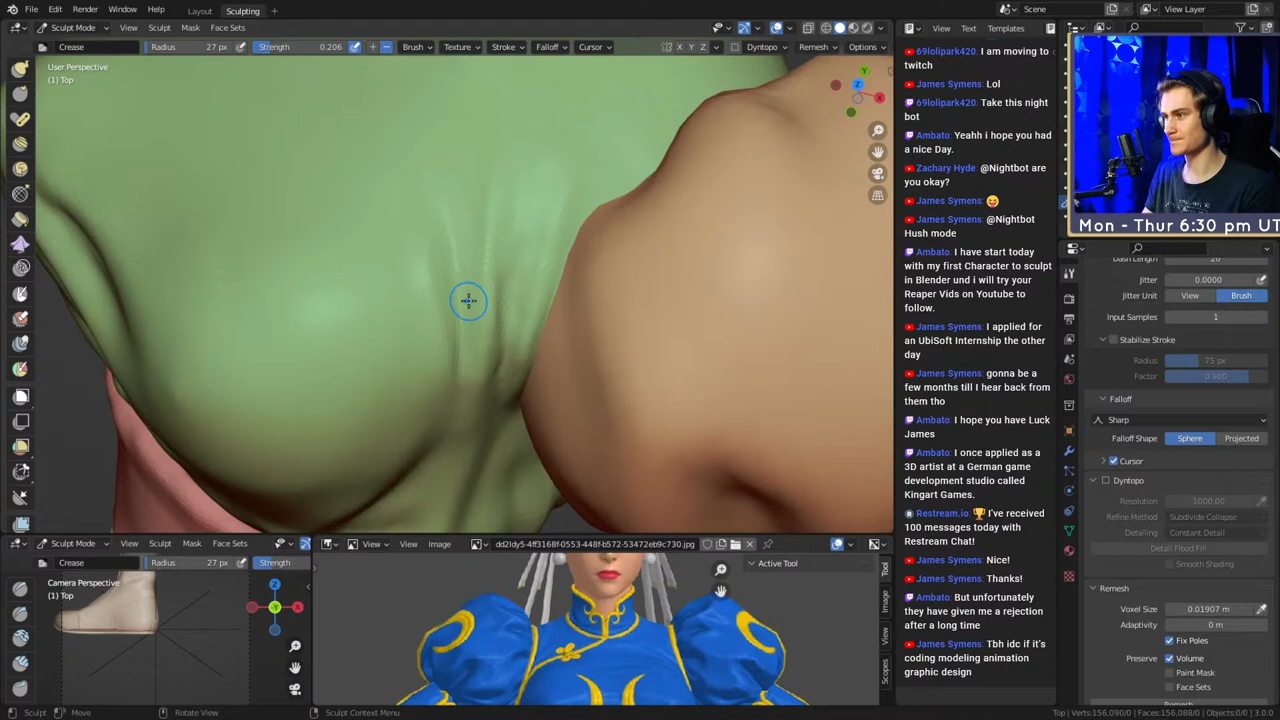 File Edit Render Window Help Layout Sculpting Scene ViewLayer
Sculpt Mode View Sculpt Mask Face Sets View Text Templates
Crease Radius 27 px Strength 0.206 Brush Texture Stroke Falloff Cursor X Y Z Dyntopo Remesh Options
User Perspective
(1) Top
69lolipark420: I am moving to
twitch
James Symens: Lol
69lolipark420: Take this night
bot
Ambato: Yeahh i hope you had
a nice Day.
Zachary Hyde: @Nightbot are
you okay?
James Symens: 😝
James Symens: @Nightbot
Hush mode
Ambato: I have start today
with my first Character to sculpt
in Blender und i will try your
Reaper Vids on Youtube to
follow.
James Symens: I applied for
an UbiSoft Internship the other
day
James Symens: gonna be a
few months till I hear back from
them tho
Ambato: I hope you have Luck
James
Ambato: I once applied as a
3D artist at a German game
development studio called
Kingart Games.
Restream.io: 🏆 I've received
100 messages today with
Restream Chat!
James Symens: Nice!
James Symens: Thanks!
Ambato: But unfortunately
they have given me a rejection
after a long time
James Symens: Tbh idc if it's
coding modeling animation
graphic design
Mon - Thur 6:30 pm UT
Dash Length 20
Jitter 0.0000
Jitter Unit View Brush
Input Samples 1
Stabilize Stroke
Radius 75 px
Factor 0.900
Falloff
Sharp
Falloff Shape Sphere Projected
Cursor
Dyntopo
Resolution 1000.00
Refine Method Subdivide Collapse
Detailing Constant Detail
Detail Flood Fill
Smooth Shading
Remesh
Voxel Size 0.01907 m
Adaptivity 0 m
Fix Poles
Preserve Volume
Paint Mask
Face Sets
Remesh
Sculpt Mode View Sculpt Mask Face Sets
Radius 27 px Strength
Camera Perspective
(1) Top
View View Image dd2ldy5-4ff3168f-0553-448f-b572-53472eb9c730.jpg
Active Tool
Tool
Image
View
Scopes
Sculpt Move Rotate View Sculpt Context Menu Top | Verts:156,090/0 | Faces:156,088/0 | Objects:0/0 | 3.0.0